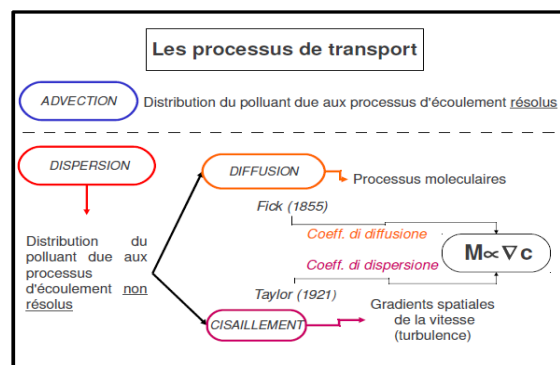 Les processus de transport
ADVECTION
Distribution du polluant due aux processus d'écoulement résolus
DISPERSION
DIFFUSION
Processus moleculaires
Fick (1855)
Distribution du
polluant due aux
processus
d'écoulement non
résolus
Coeff. di diffusione
Coeff. di dispersione
M∝∇c
Taylor (1921)
CISAILLEMENT
Gradients spatiales
de la vitesse
(turbulence)